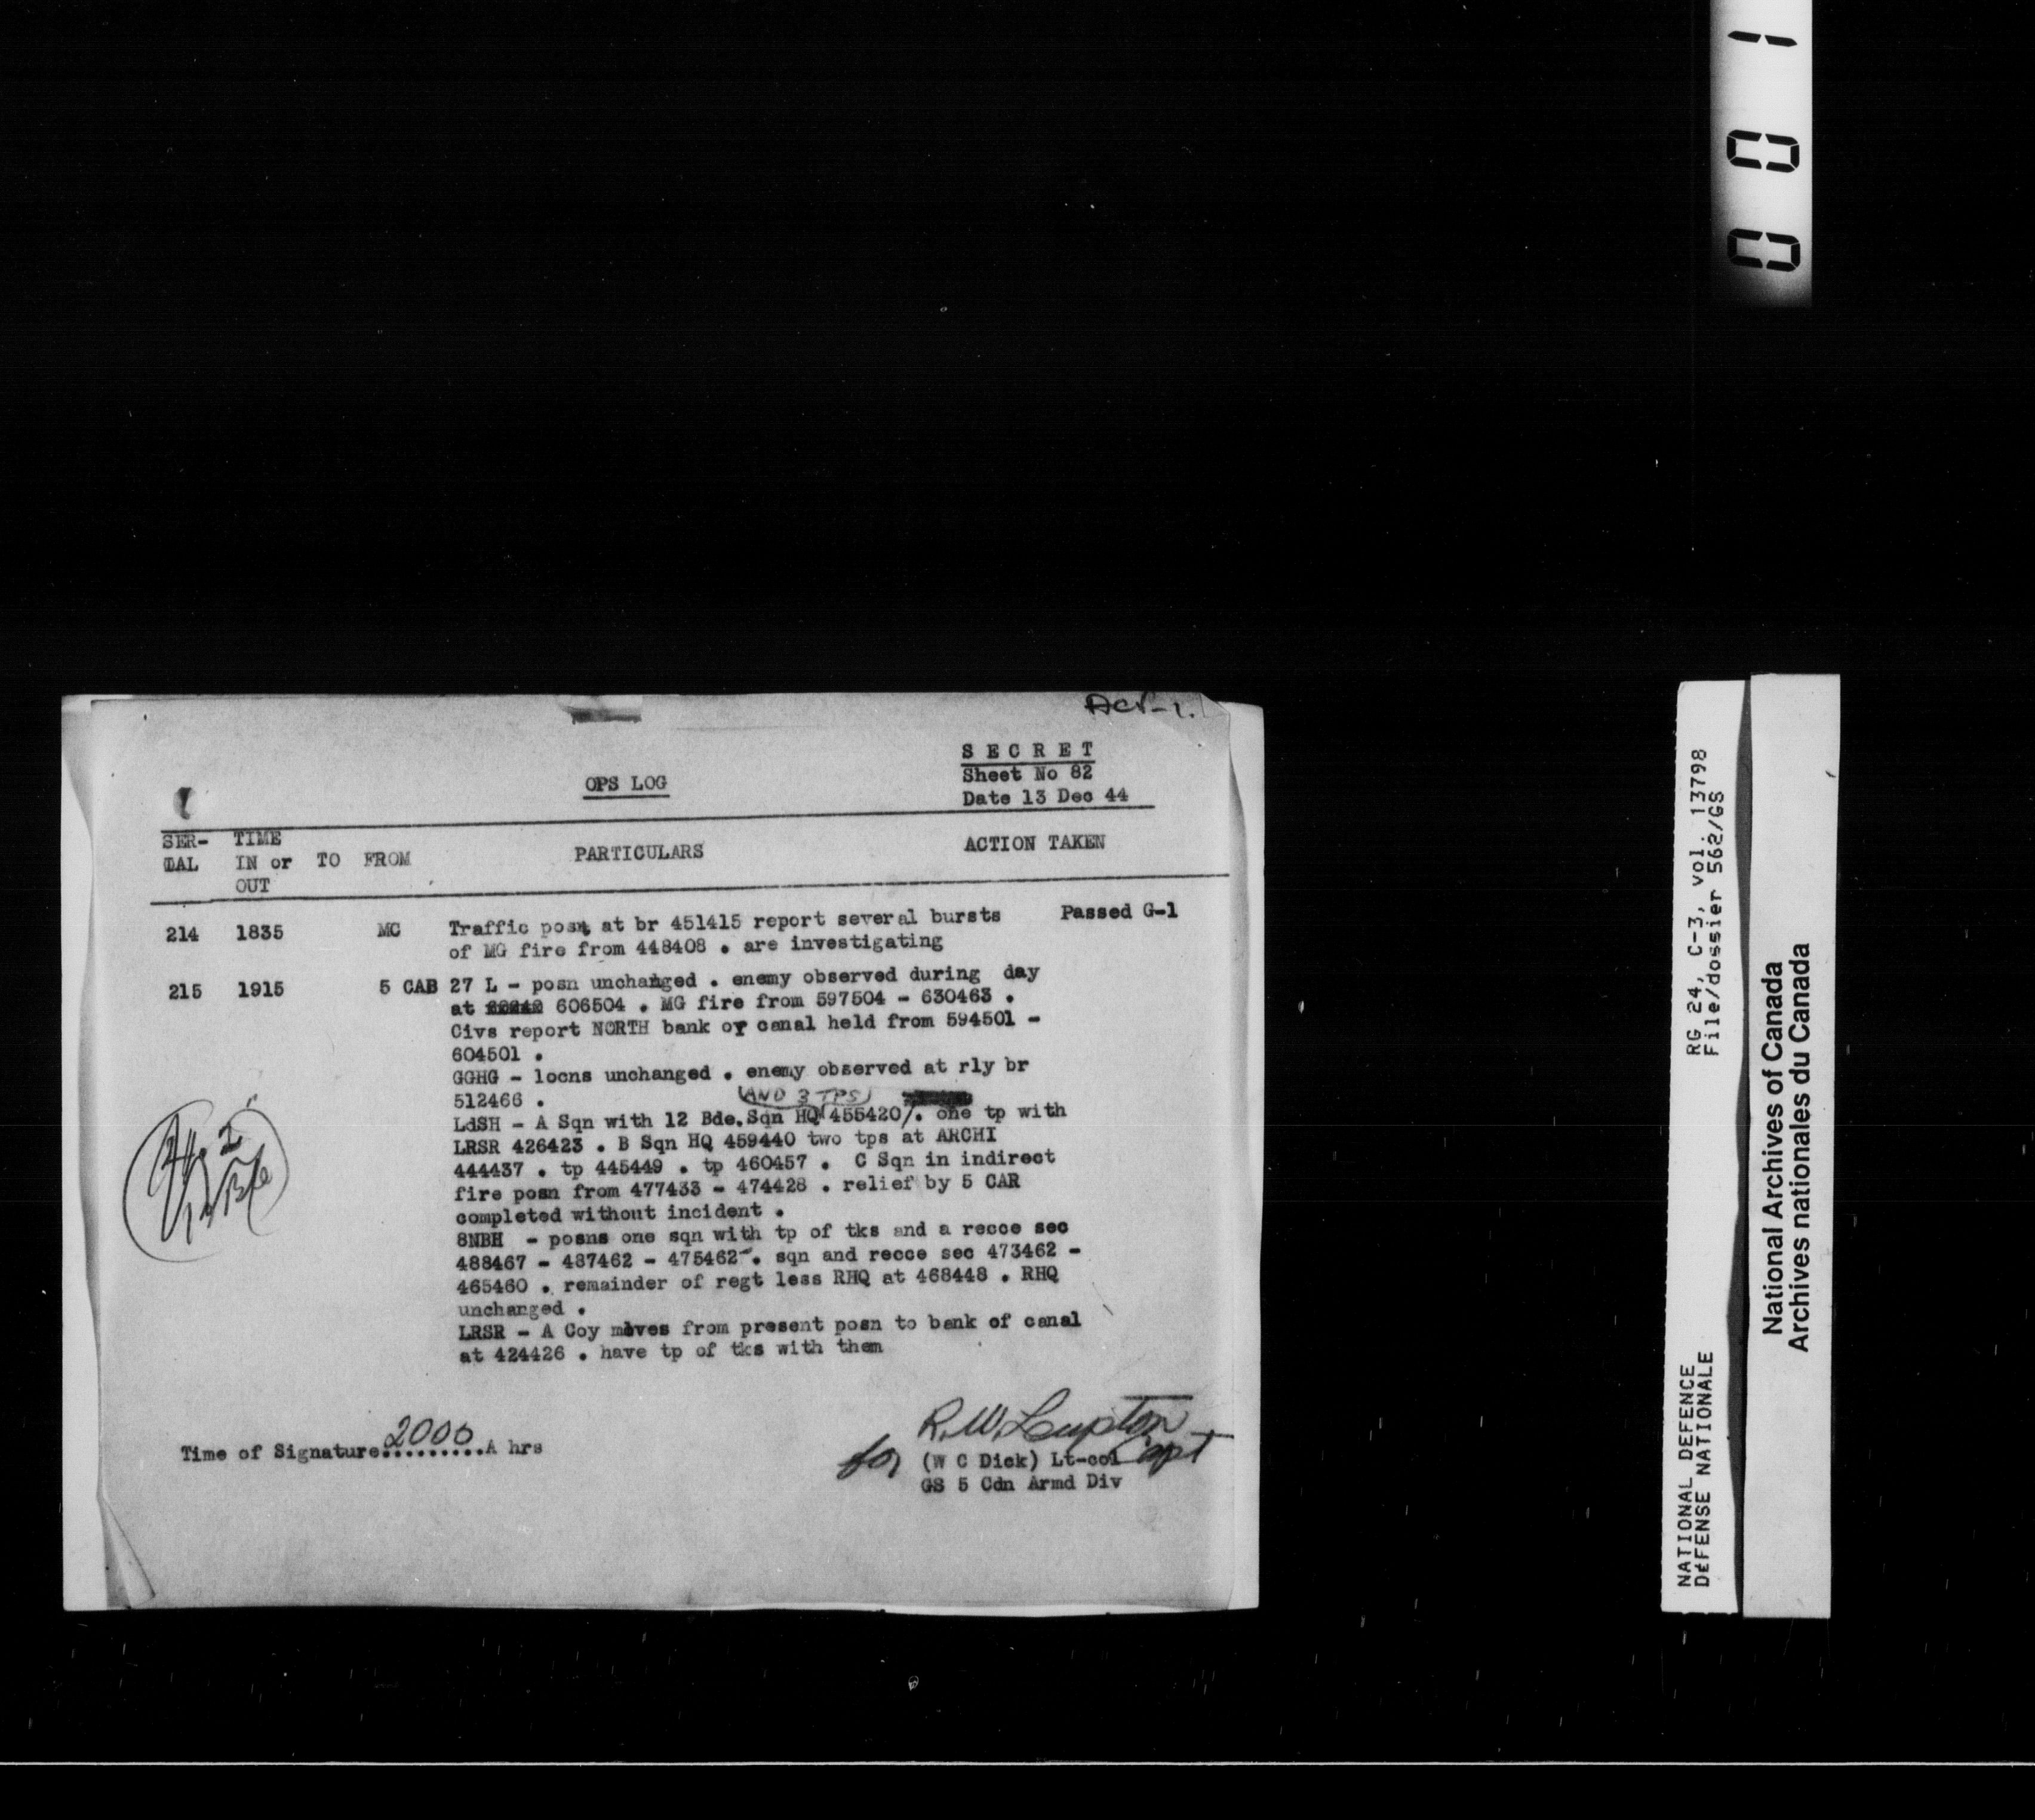 001
S E C R E T
OPS LOG
Sheet No 82
Date 13 Dec 44
SER-
IAL
TIME
IN or
OUT
TO
FROM
PARTICULARS
ACTION TAKEN
214 1835 MC Traffic posn at br 451415 report several bursts Passed G-1
of MG fire from 448408 . are investigating
215 1915 5 CAB 27 L - posn unchanged . enemy observed during day
at 606504 . MG fire from 597504 - 630463 .
Civs report NORTH bank of canal held from 594501 -
604501 .
GGHG - locns unchanged . enemy observed at rly br
512466 .
(AND 3 TPS)
LdSH - A Sqn with 12 Bde. Sqn HQ 455420/. one tp with
LRSR 426423 . B Sqn HQ 459440 two tps at ARCHI
444437 . tp 445449 . tp 460457 . C Sqn in indirect
fire posn from 477433 - 474428 . relief by 5 CAR
completed without incident .
8NBH - posns one sqn with tp of tks and a recce sec
488467 - 487462 - 475462 . sqn and recce sec 473462 -
465460 . remainder of regt less RHQ at 468448 . RHQ
unchanged .
LRSR - A Coy moves from present posn to bank of canal
at 424426 . have tp of tks with them
Time of Signature 2000 A hrs
R.W. Lupton Capt
for (W C Dick) Lt-col
GS 5 Cdn Armd Div
RG 24, C-3, vol. 13798
File/dossier 562/GS
NATIONAL DEFENCE
DÉFENSE NATIONALE
National Archives of Canada
Archives nationales du Canada